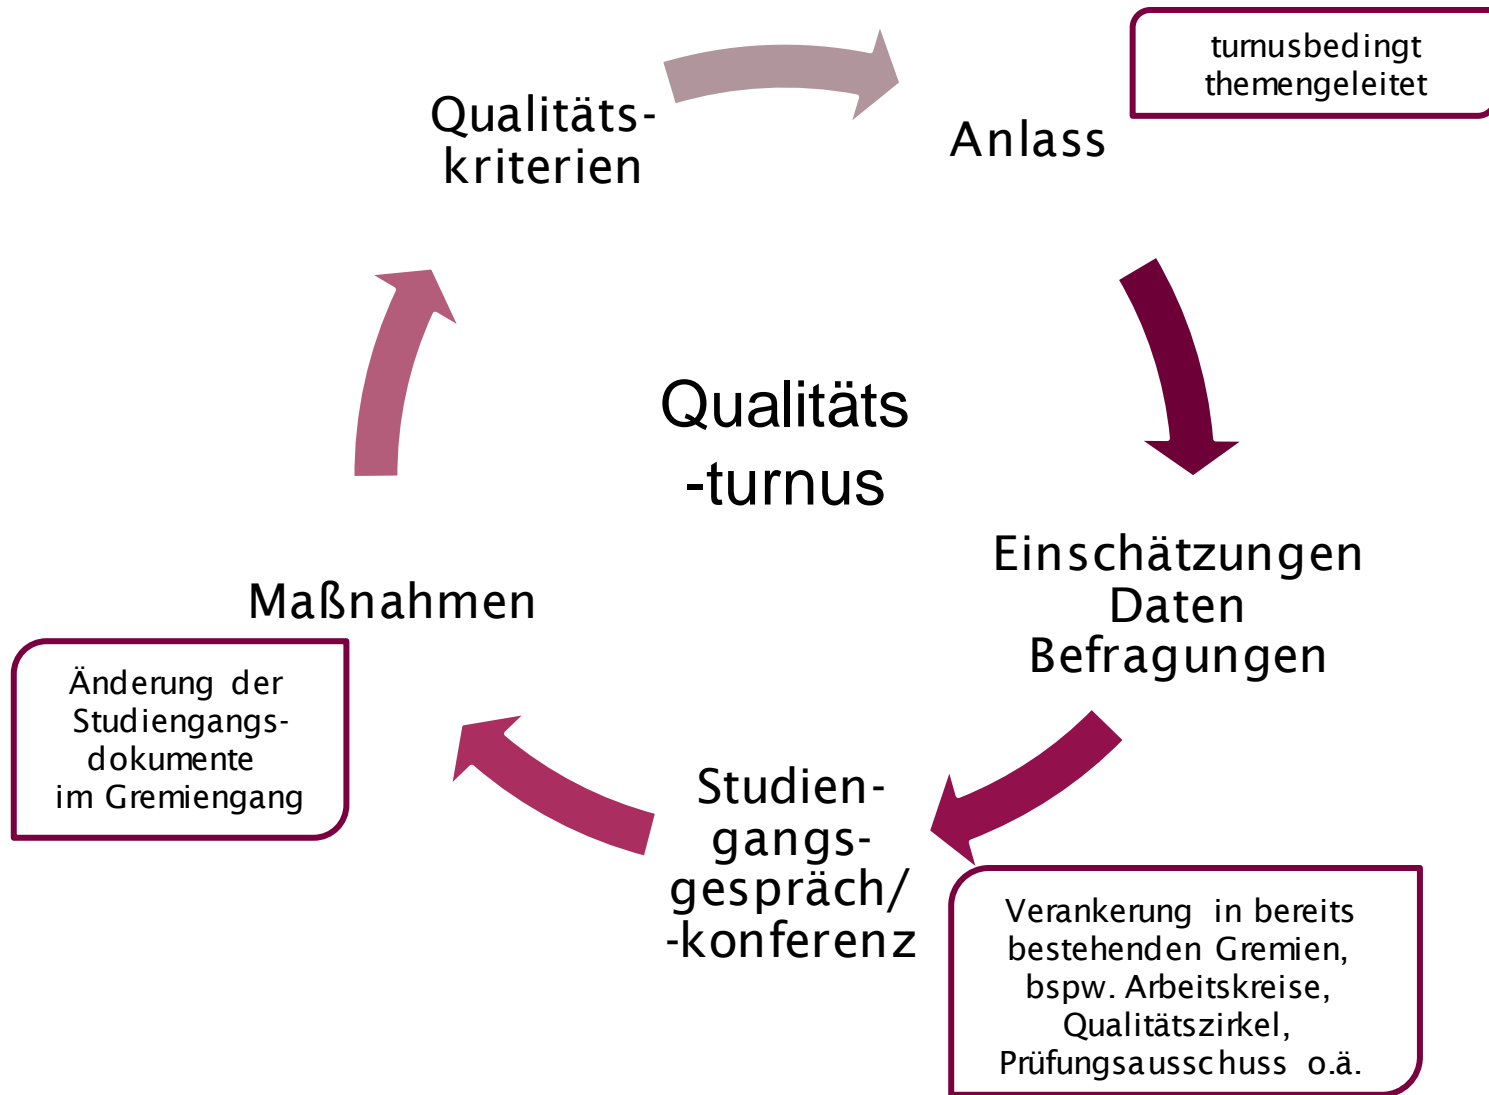 Qualitäts-
kriterien
Anlass
turnusbedingt
themengeleitet
Qualitäts
-turnus
Einschätzungen
Daten
Befragungen
Studien-
gangs-
gespräch/
-konferenz
Verankerung in bereits
bestehenden Gremien,
bspw. Arbeitskreise,
Qualitätszirkel,
Prüfungsausschuss o.ä.
Maßnahmen
Änderung der
Studiengangs-
dokumente
im Gremiengang